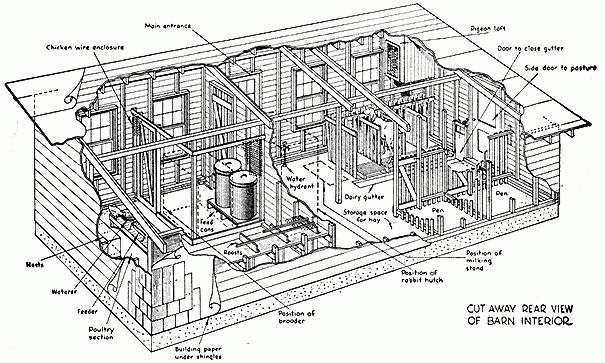 Main entrance
Pigeon loft
Chicken wire enclosure
Door to close gutter
Side door to pasture
Water
hydrant
Dairy gutter
Feed
cans
Storage space
for hay
Pen
Pen
Roosts
Nests
Waterer
Feeder
Poultry
section
Building paper
under shingles
Position of
brooder
Position of
rabbit hutch
Position of
milking
stand
CUT AWAY REAR VIEW
OF BARN INTERIOR